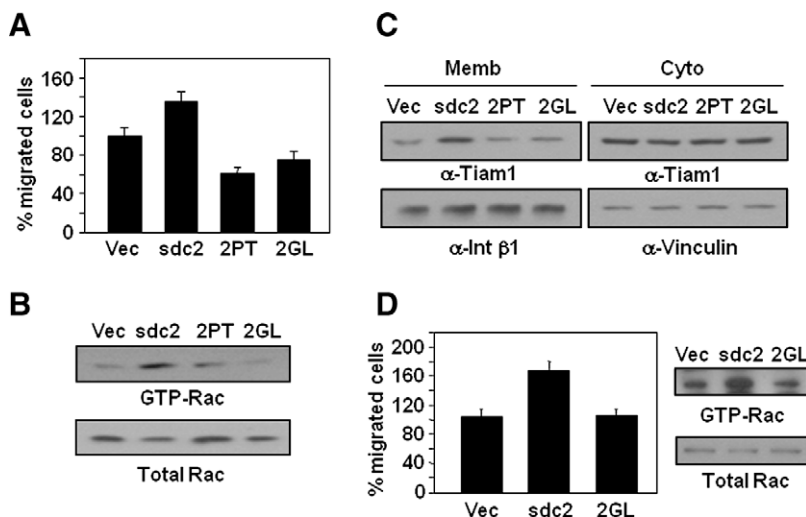 A
% migrated cells
160
120
80
40
0
Vec sdc2 2PT 2GL
B
Vec sdc2 2PT 2GL
GTP-Rac
Total Rac
C
Memb Cyto
Vec sdc2 2PT 2GL Vec sdc2 2PT 2GL
α-Tiam1 α-Tiam1
α-Int β1 α-Vinculin
D
% migrated cells
200
160
120
80
40
0
Vec sdc2 2GL
Vec sdc2 2GL
GTP-Rac
Total Rac